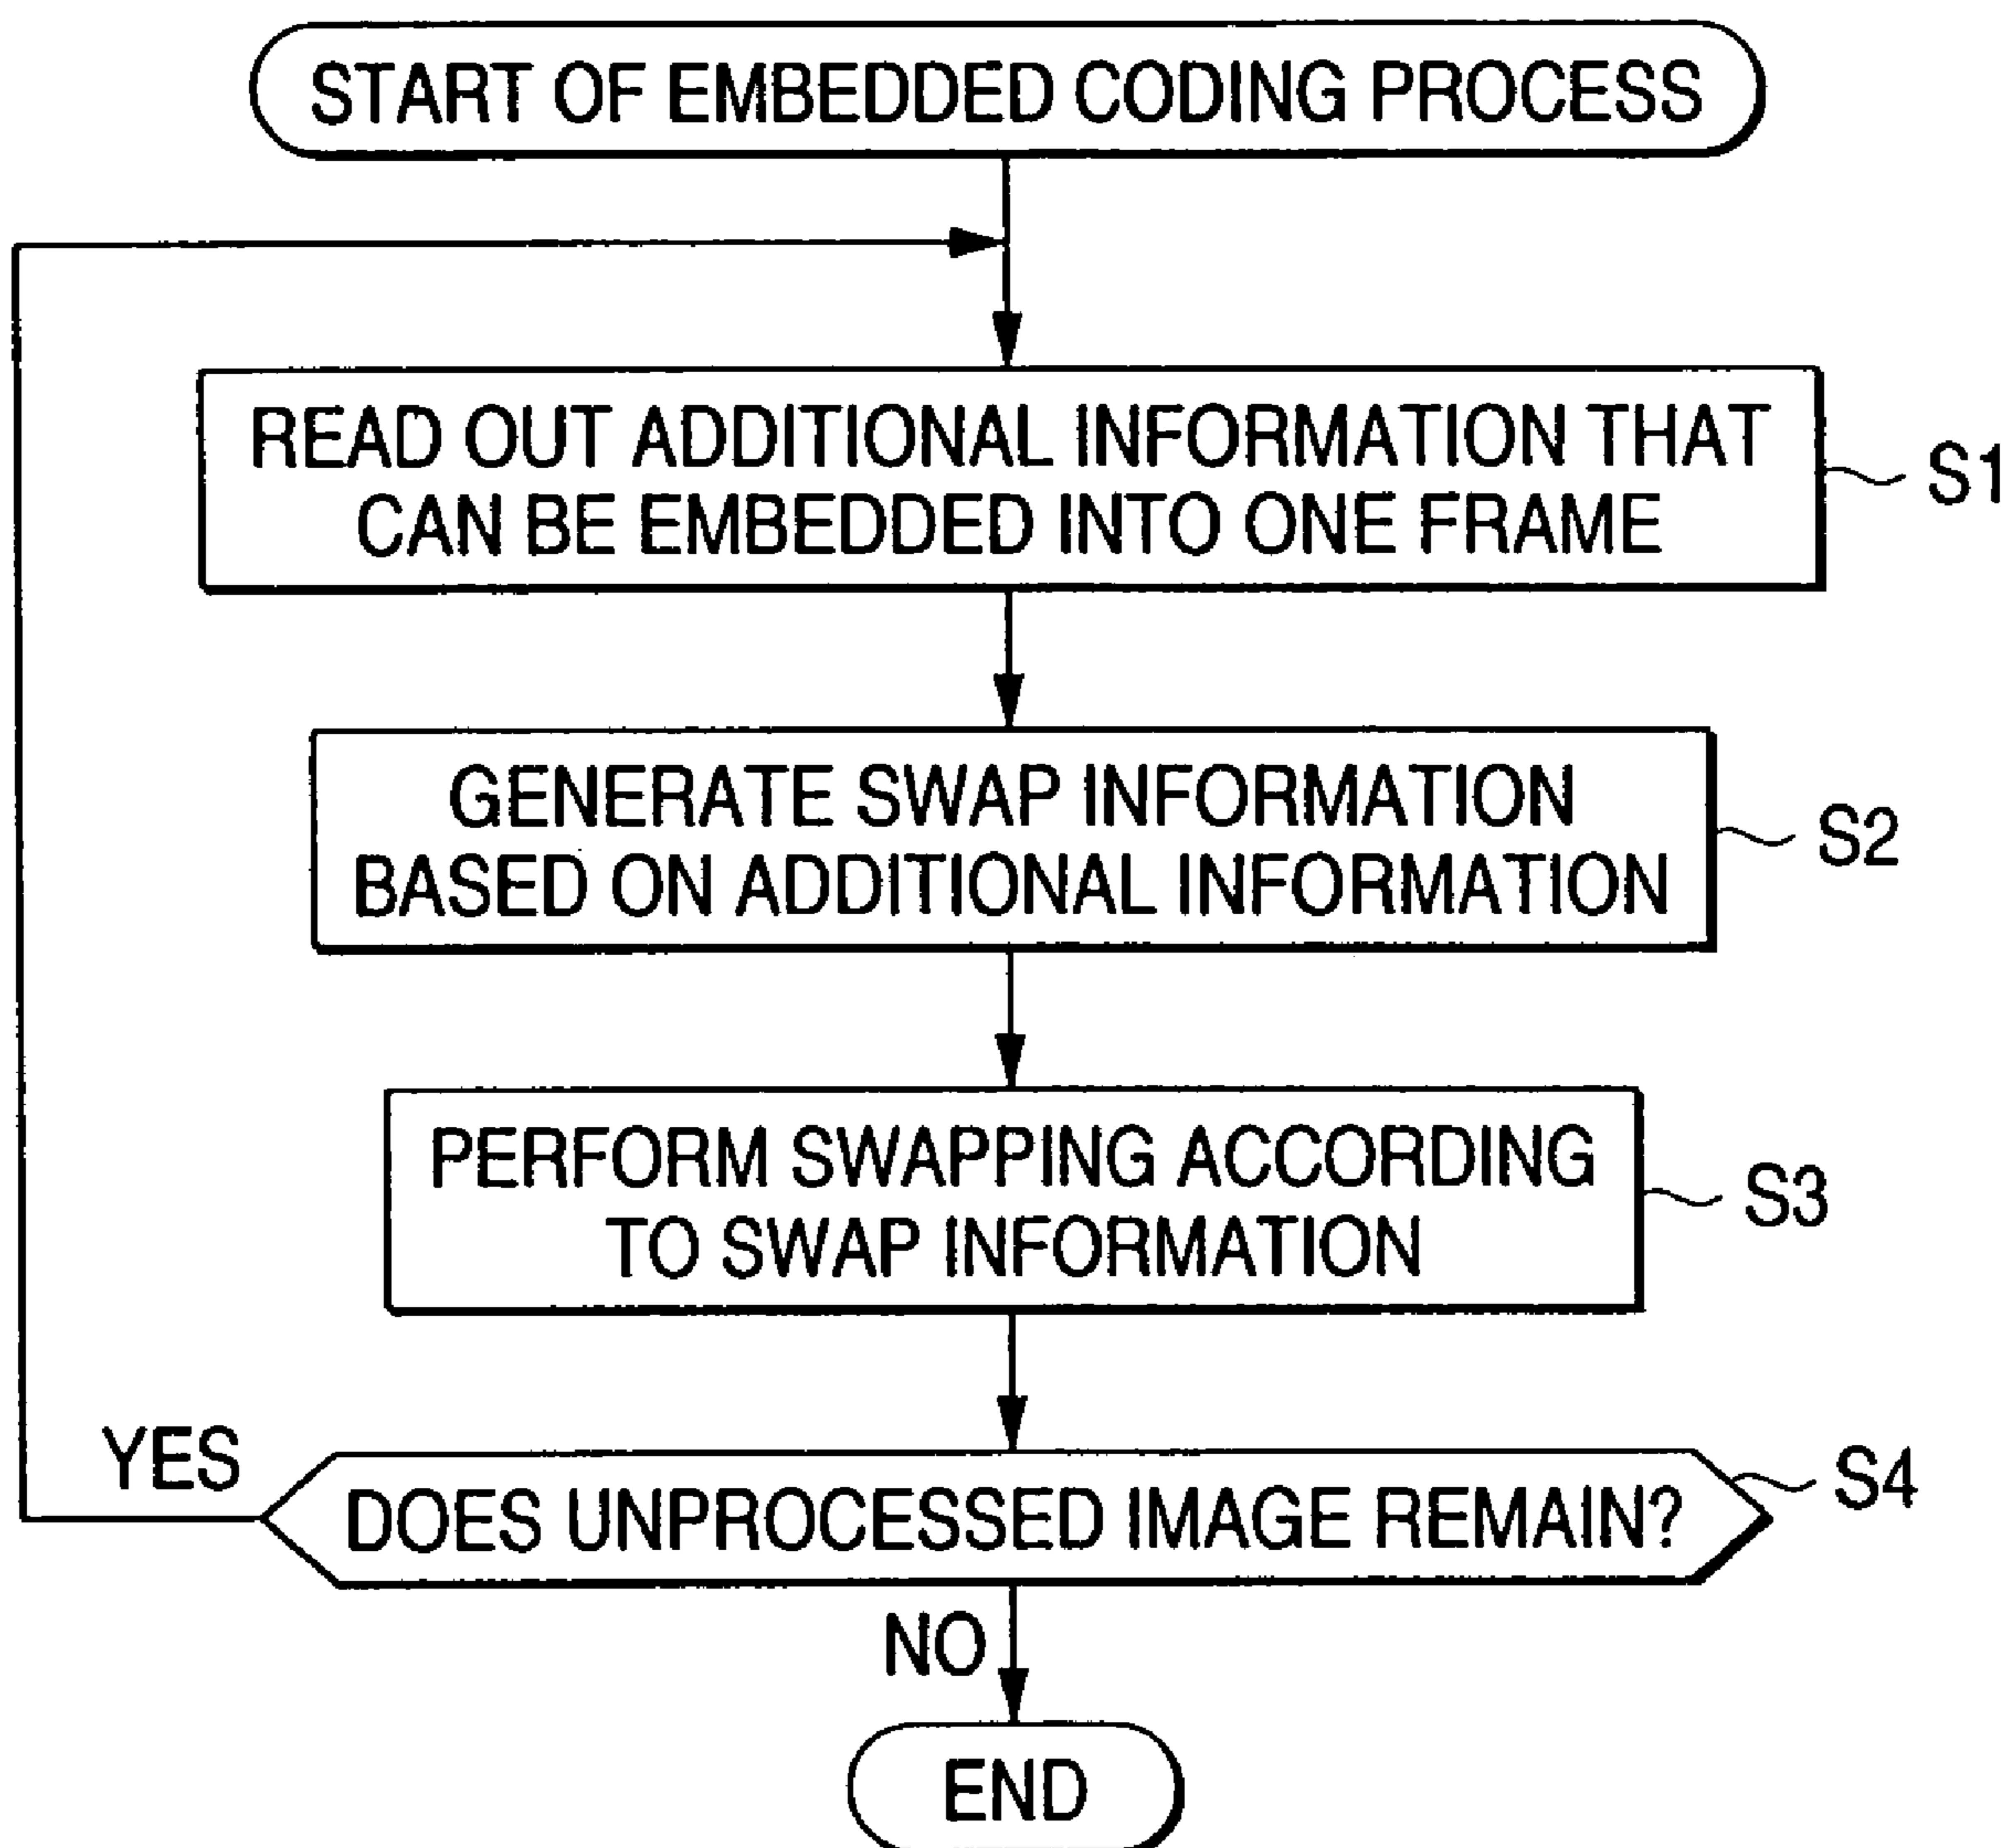 START OF EMBEDDED CODING PROCESS
READ OUT ADDITIONAL INFORMATION THAT
CAN BE EMBEDDED INTO ONE FRAME
S1
GENERATE SWAP INFORMATION
BASED ON ADDITIONAL INFORMATION
S2
PERFORM SWAPPING ACCORDING
TO SWAP INFORMATION
S3
YES
DOES UNPROCESSED IMAGE REMAIN?
S4
NO
END